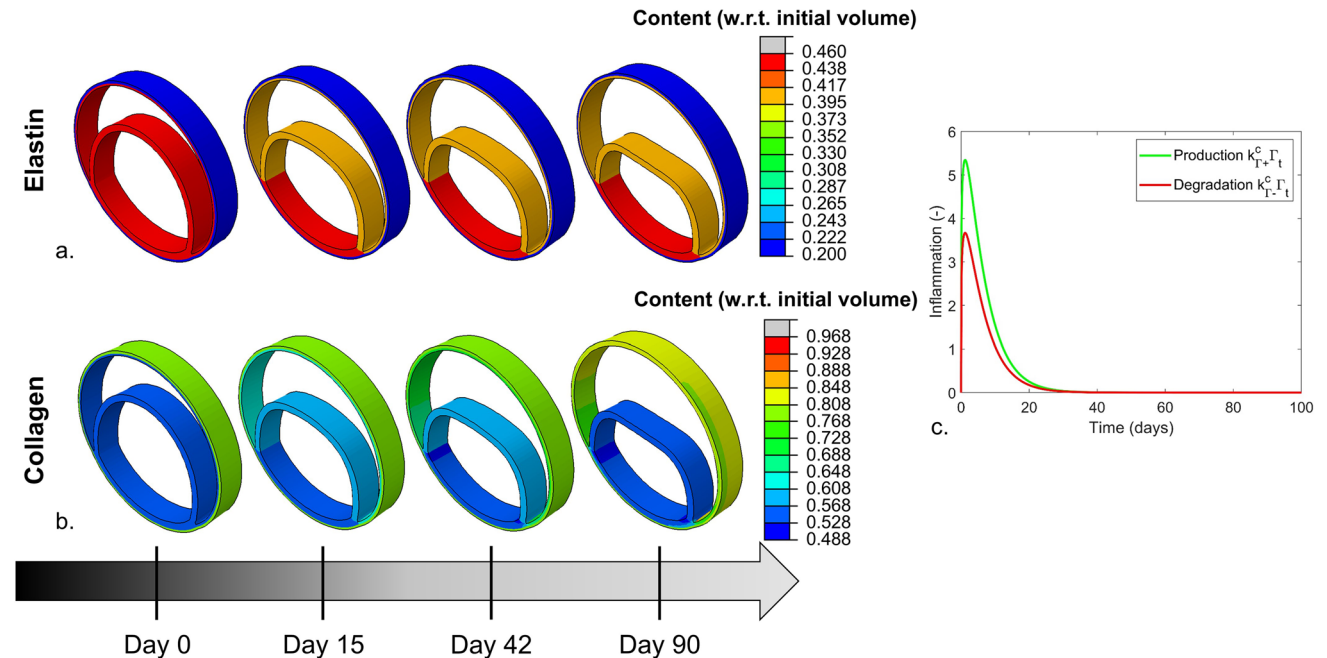 Content (w.r.t. initial volume)
0.460
0.438
0.417
0.395
0.373
0.352
0.330
0.308
0.287
0.265
0.243
0.222
0.200
Elastin
a.
Content (w.r.t. initial volume)
0.968
0.928
0.888
0.848
0.808
0.768
0.728
0.688
0.648
0.608
0.568
0.528
0.488
Collagen
b.
Day 0
Day 15
Day 42
Day 90
6
5
4
3
2
1
0
Inflammation (-)
Production k^c_{Γ+}Γ_t
Degradation k^c_{Γ-}Γ_t
0 20 40 60 80 100
Time (days)
c.